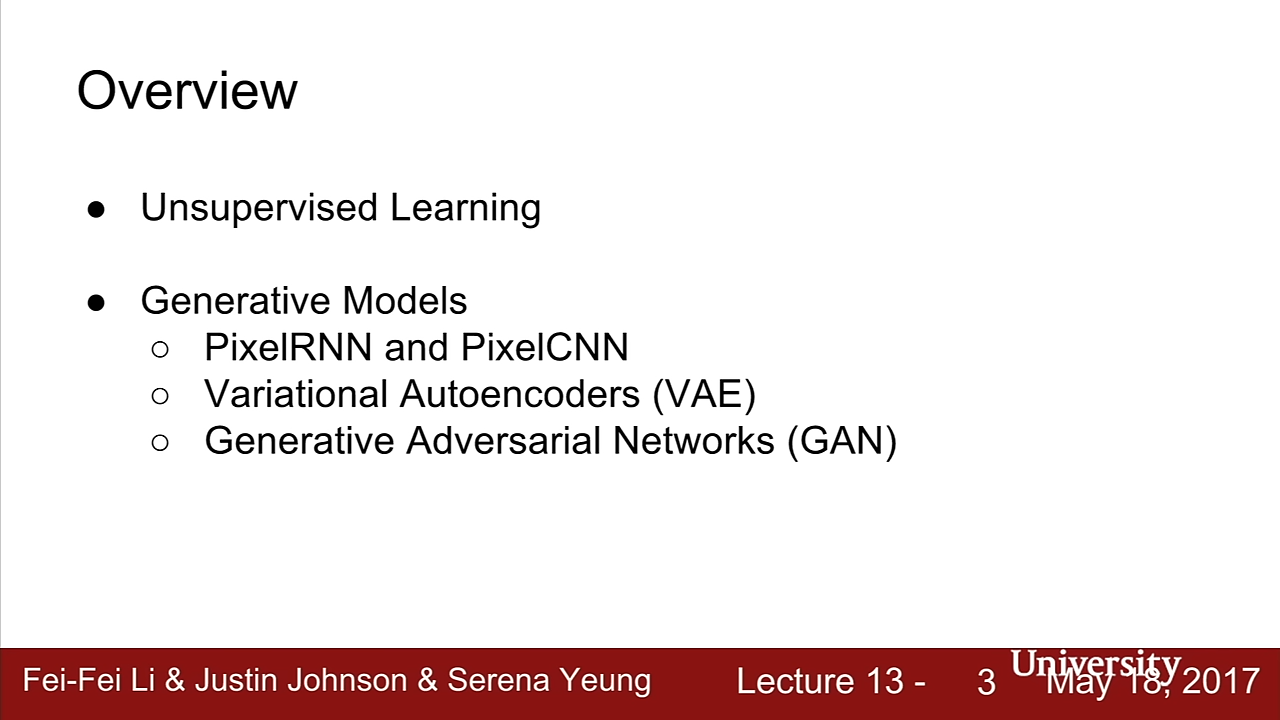 Overview
● Unsupervised Learning
● Generative Models
○ PixelRNN and PixelCNN
○ Variational Autoencoders (VAE)
○ Generative Adversarial Networks (GAN)
Fei-Fei Li & Justin Johnson & Serena Yeung
Lecture 13 - 3 May 18, 2017
University